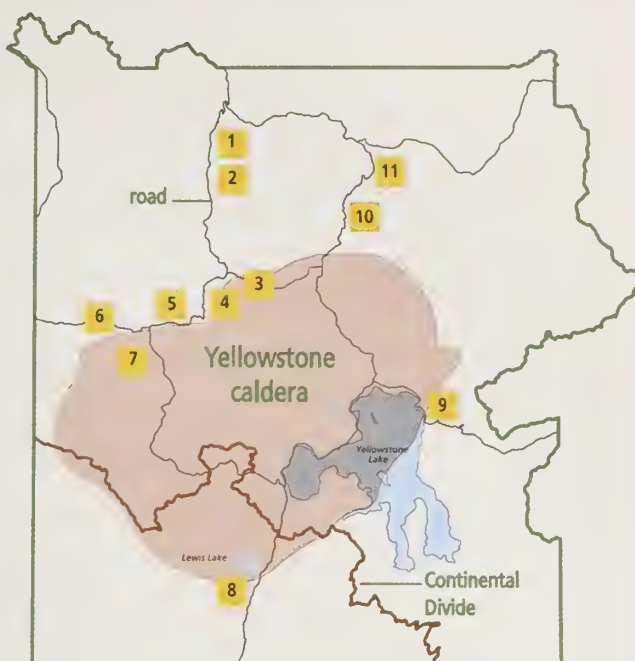 1
2
11
road
10
3
5
4
6
7
Yellowstone
caldera
9
Yellowstone
Lake
Lewis Lake
8
Continental
Divide